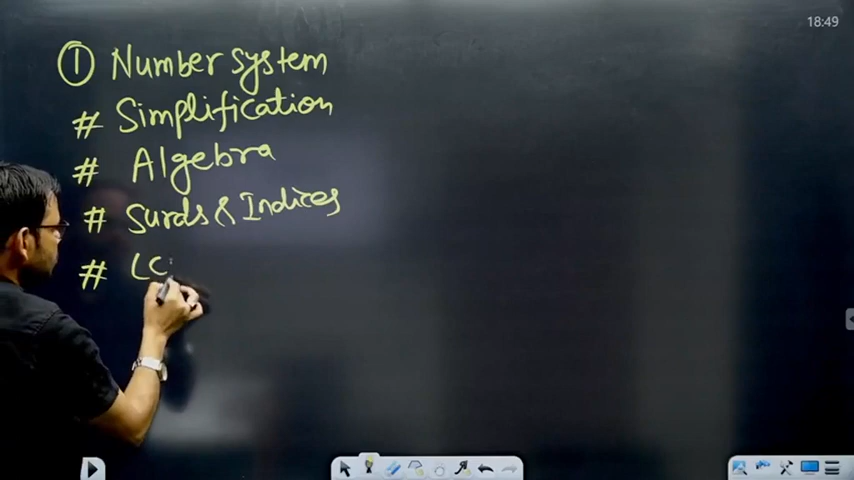 18:49
① Number system
# Simplification
# Algebra
# Surds & Indices
# LC